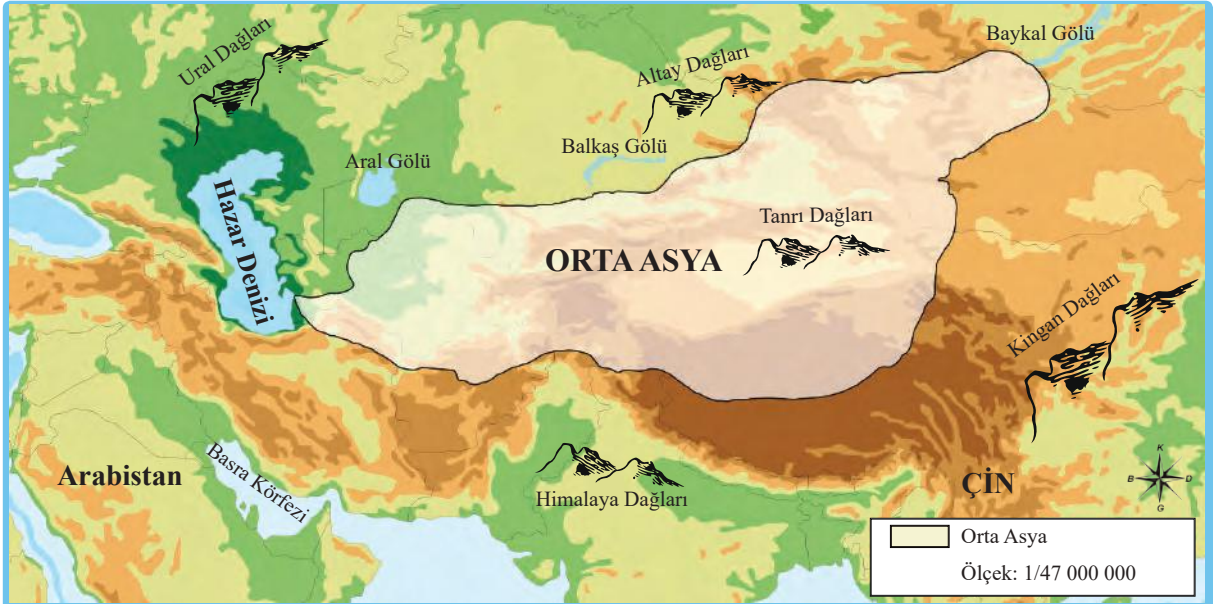 Ural Dağları
Altay Dağları
Baykal Gölü
Aral Gölü
Balkaş Gölü
Hazar Denizi
Tanrı Dağları
ORTA ASYA
Kingan Dağları
Arabistan
Basra Körfezi
Himalaya Dağları
ÇİN
K
B
D
G
Orta Asya
Ölçek: 1/47 000 000